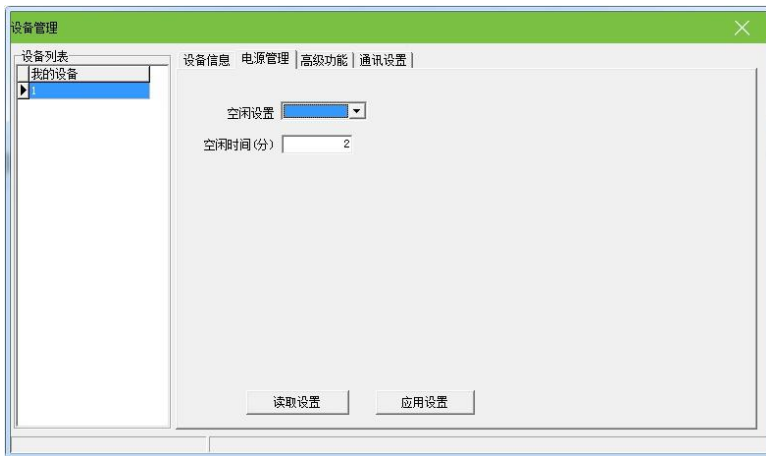 设备管理
设备列表
我的设备
1
设备信息 电源管理 高级功能 通讯设置
空闲设置
空闲时间(分) 2
读取设置 应用设置